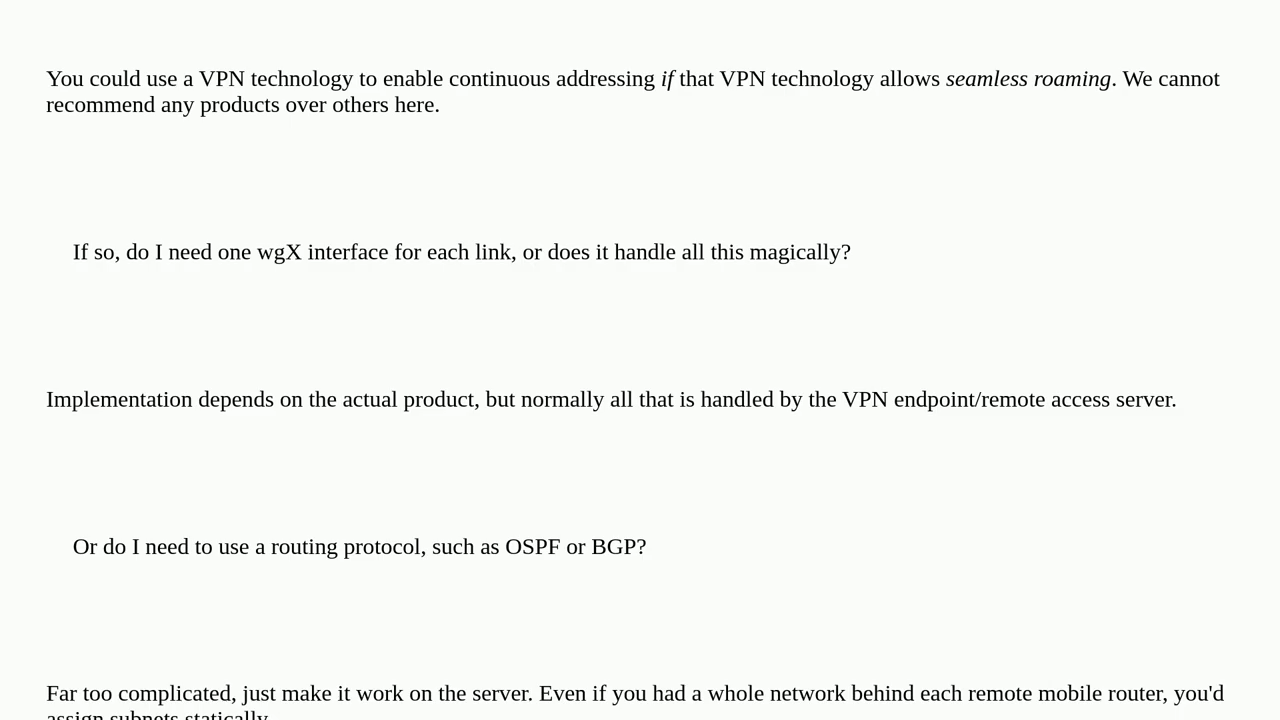 You could use a VPN technology to enable continuous addressing if that VPN technology allows seamless roaming. We cannot
recommend any products over others here.
If so, do I need one wgX interface for each link, or does it handle all this magically?
Implementation depends on the actual product, but normally all that is handled by the VPN endpoint/remote access server.
Or do I need to use a routing protocol, such as OSPF or BGP?
Far too complicated, just make it work on the server. Even if you had a whole network behind each remote mobile router, you'd
assign subnets statically.